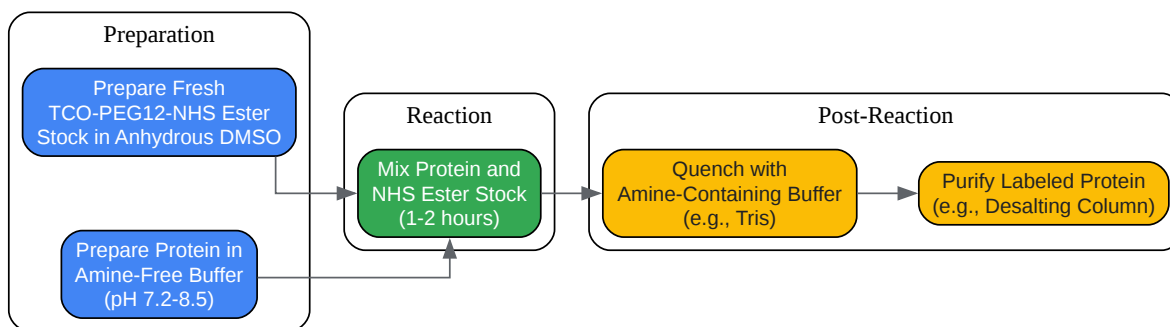 Preparation
Prepare Fresh
TCO-PEG12-NHS Ester
Stock in Anhydrous DMSO
Prepare Protein in
Amine-Free Buffer
(pH 7.2-8.5)
Reaction
Mix Protein and
NHS Ester Stock
(1-2 hours)
Post-Reaction
Quench with
Amine-Containing Buffer
(e.g., Tris)
Purify Labeled Protein
(e.g., Desalting Column)